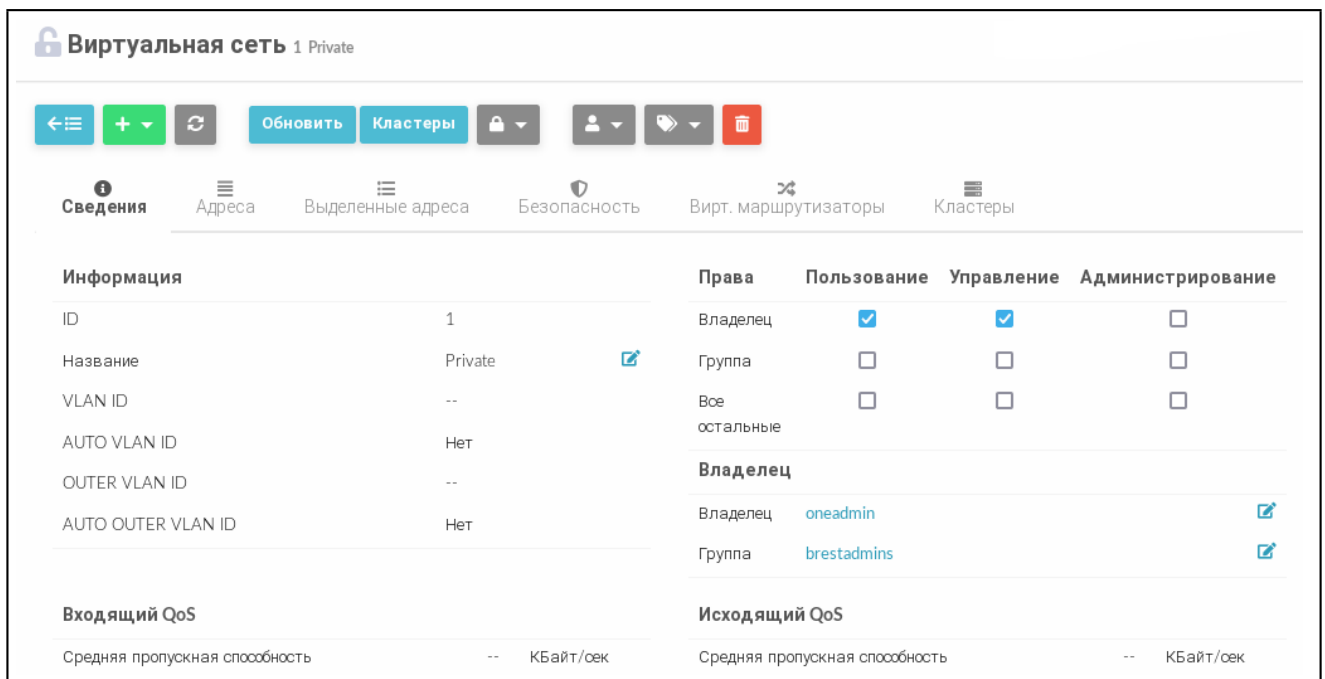 Виртуальная сеть 1 Private
Обновить Кластеры
Сведения Адреса Выделенные адреса Безопасность Вирт. маршрутизаторы Кластеры
Информация
ID 1
Название Private
VLAN ID --
AUTO VLAN ID Нет
OUTER VLAN ID --
AUTO OUTER VLAN ID Нет
Права Пользование Управление Администрирование
Владелец
Группа
Все
остальные
Владелец
Владелец oneadmin
Группа brestadmins
Входящий QoS
Средняя пропускная способность -- КБайт/сек
Исходящий QoS
Средняя пропускная способность -- КБайт/сек